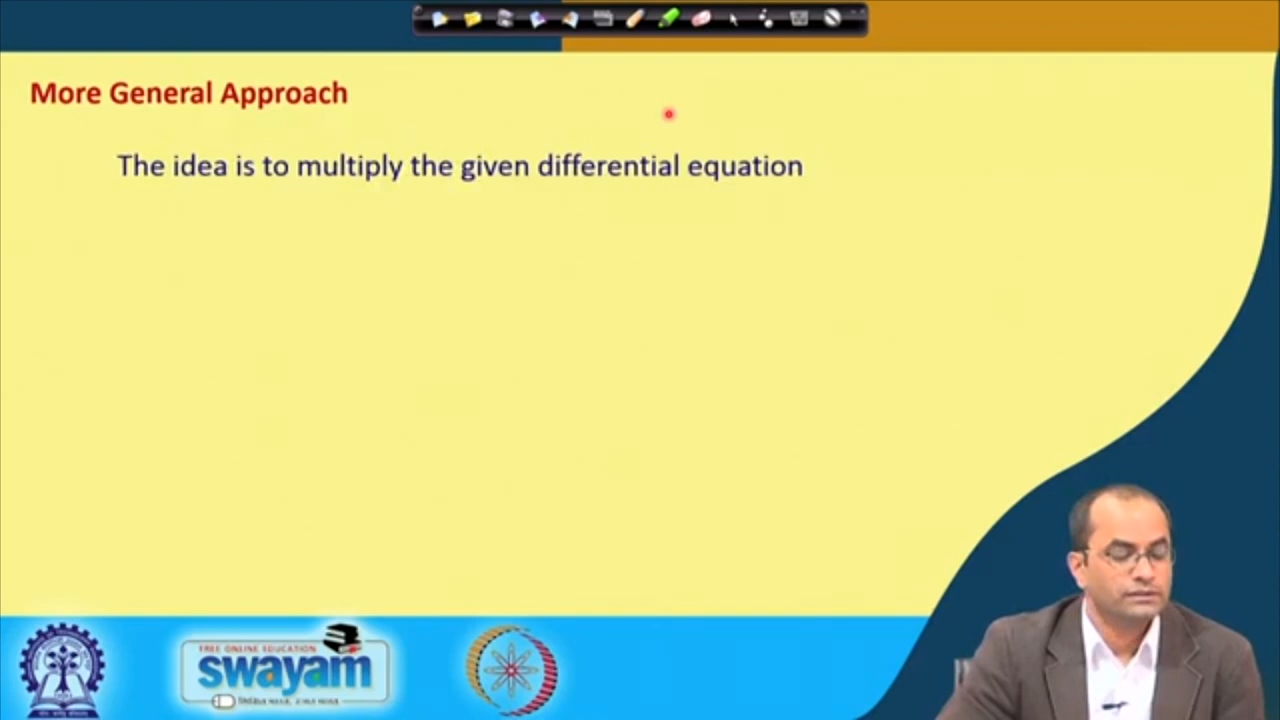 More General Approach
The idea is to multiply the given differential equation
FREE ONLINE EDUCATION
swayam